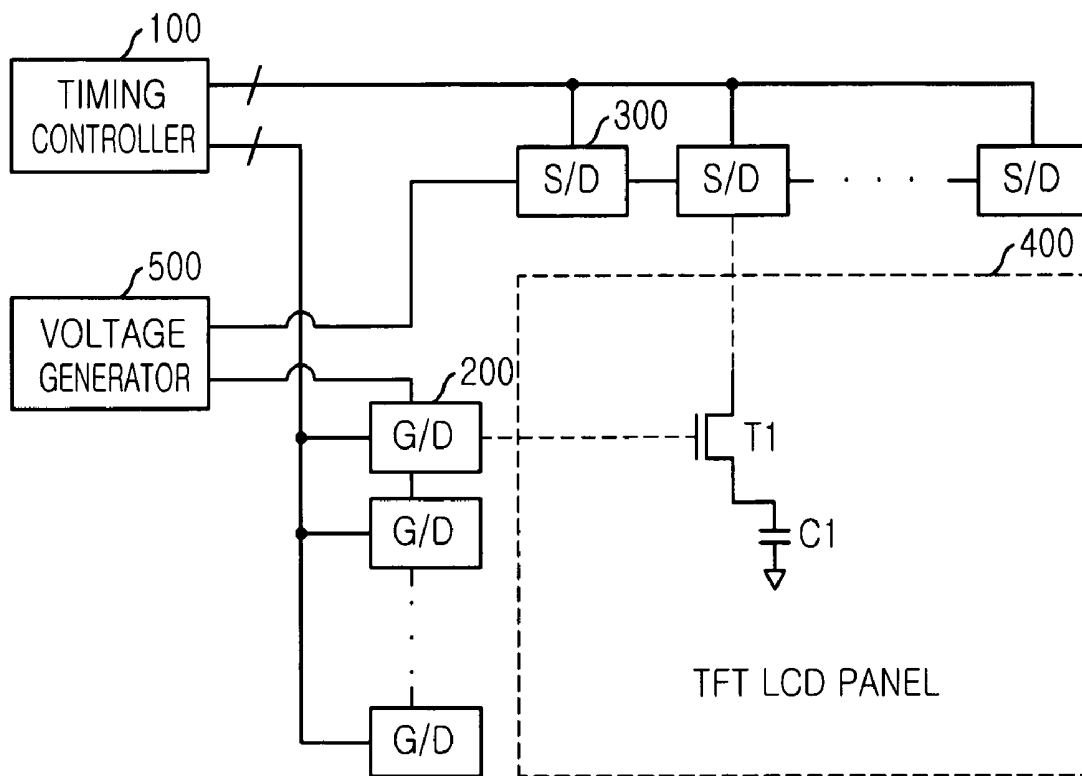 100
TIMING
CONTROLLER
300
S/D
S/D
S/D
400
500
VOLTAGE
GENERATOR
200
G/D
T1
G/D
C1
TFT LCD PANEL
G/D